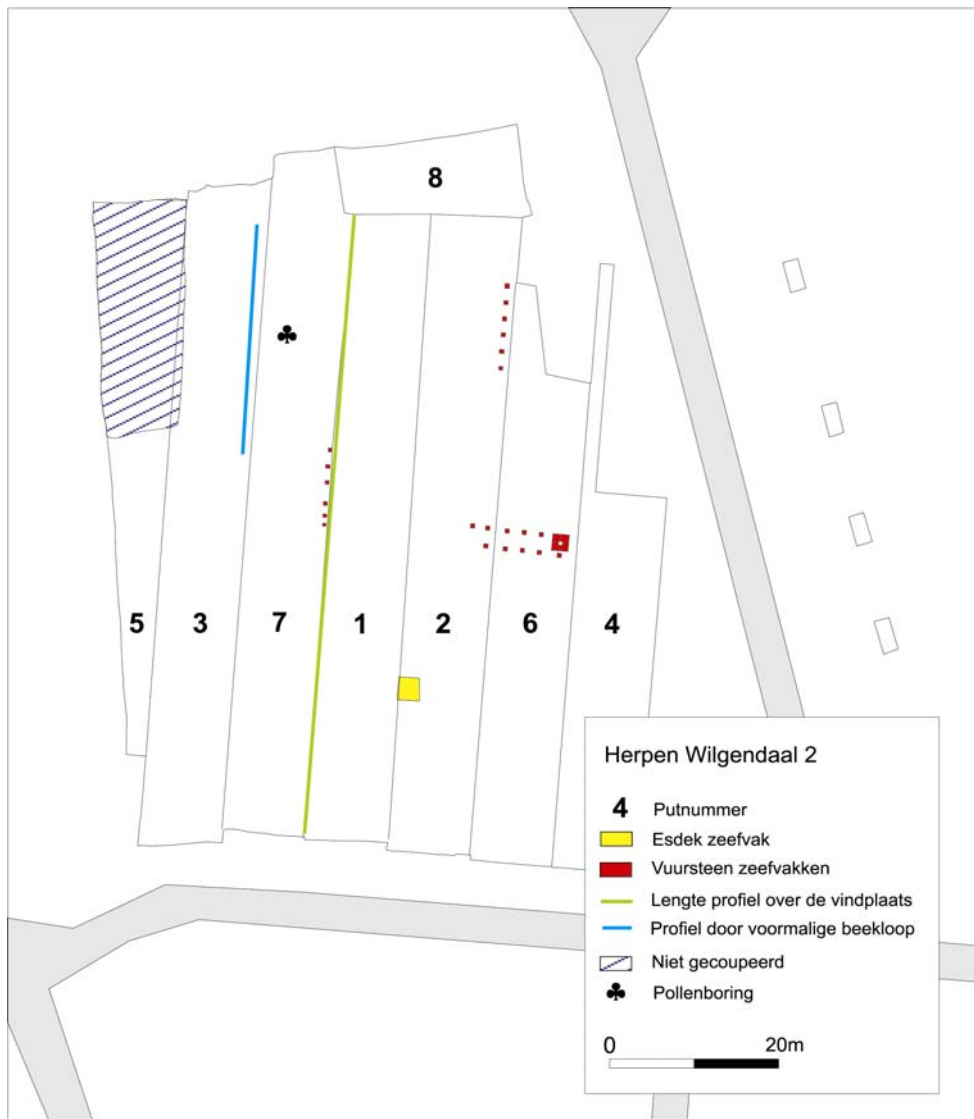 8
5 3 7 1 2 6 4
Herpen Wilgendaal 2
4 Putnummer
Esdek zeefvak
Vuursteen zeefvakken
Lengte profiel over de vindplaats
Profiel door voormalige beekloop
Niet gecoupeerd
Pollenboring
0 20m